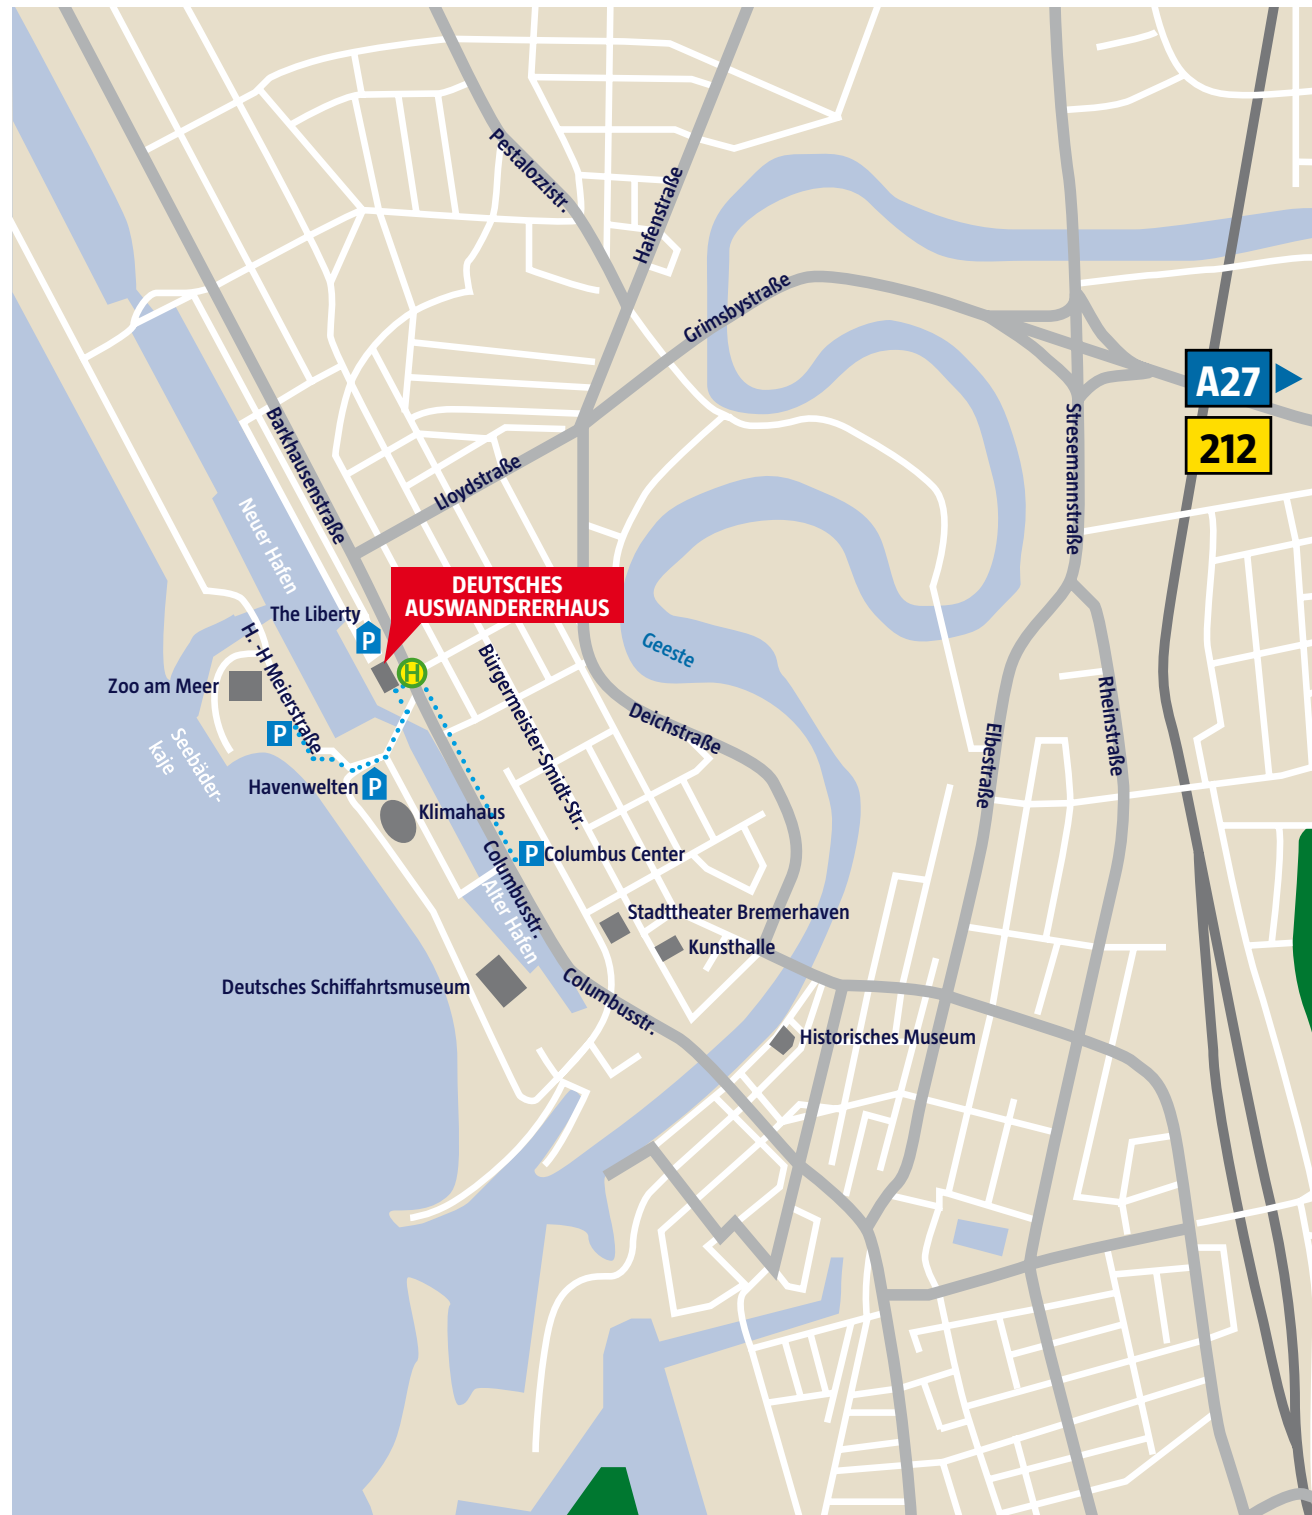 Pestalozzistr.
Hafenstraße
Grimsbystraße
A27
212
Barkhausenstraße
Lloydstraße
Stresemannstraße
Neuer Hafen
DEUTSCHES
AUSWANDERERHAUS
The Liberty
P
H
H. -H Meierstraße
Geeste
Zoo am Meer
Bürgermeister-Smidt-Str.
Rheinstraße
Deichstraße
Elbestraße
P
Seebäder-
kaje
Havenwelten
P
Klimahaus
Columbusstr.
P
Columbus Center
Alter Hafen
Stadttheater Bremerhaven
Kunsthalle
Deutsches Schiffahrtsmuseum
Columbusstr.
Historisches Museum